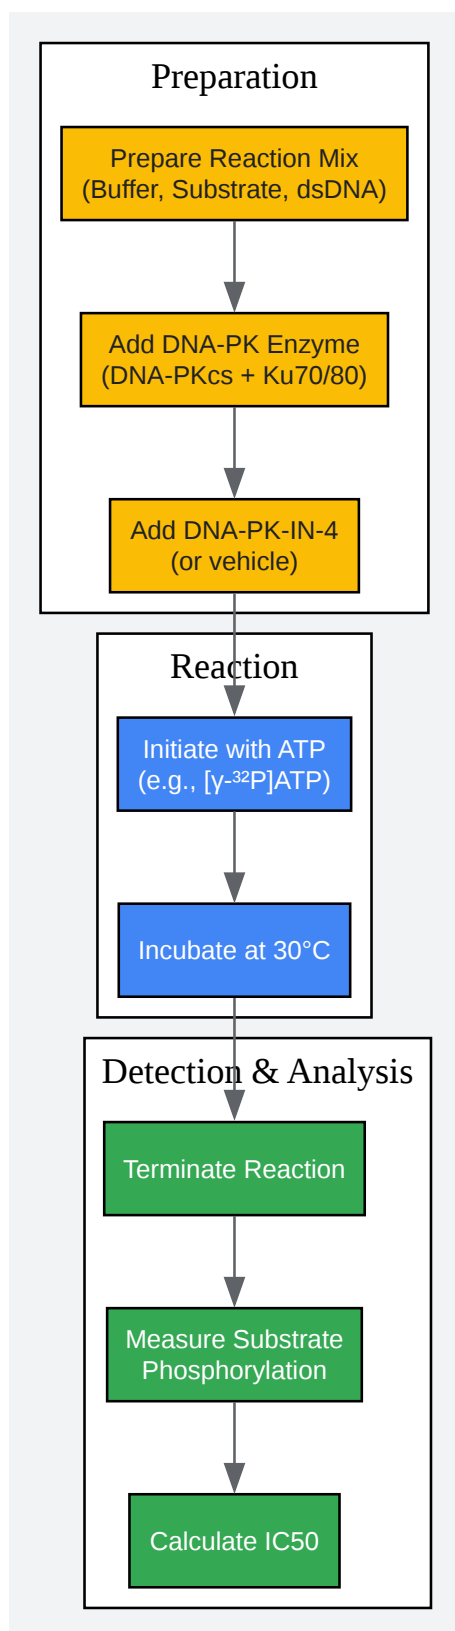 Preparation
Prepare Reaction Mix
(Buffer, Substrate, dsDNA)
Add DNA-PK Enzyme
(DNA-PKcs + Ku70/80)
Add DNA-PK-IN-4
(or vehicle)
Reaction
Initiate with ATP
(e.g., [γ-³²P]ATP)
Incubate at 30°C
Detection & Analysis
Terminate Reaction
Measure Substrate
Phosphorylation
Calculate IC50